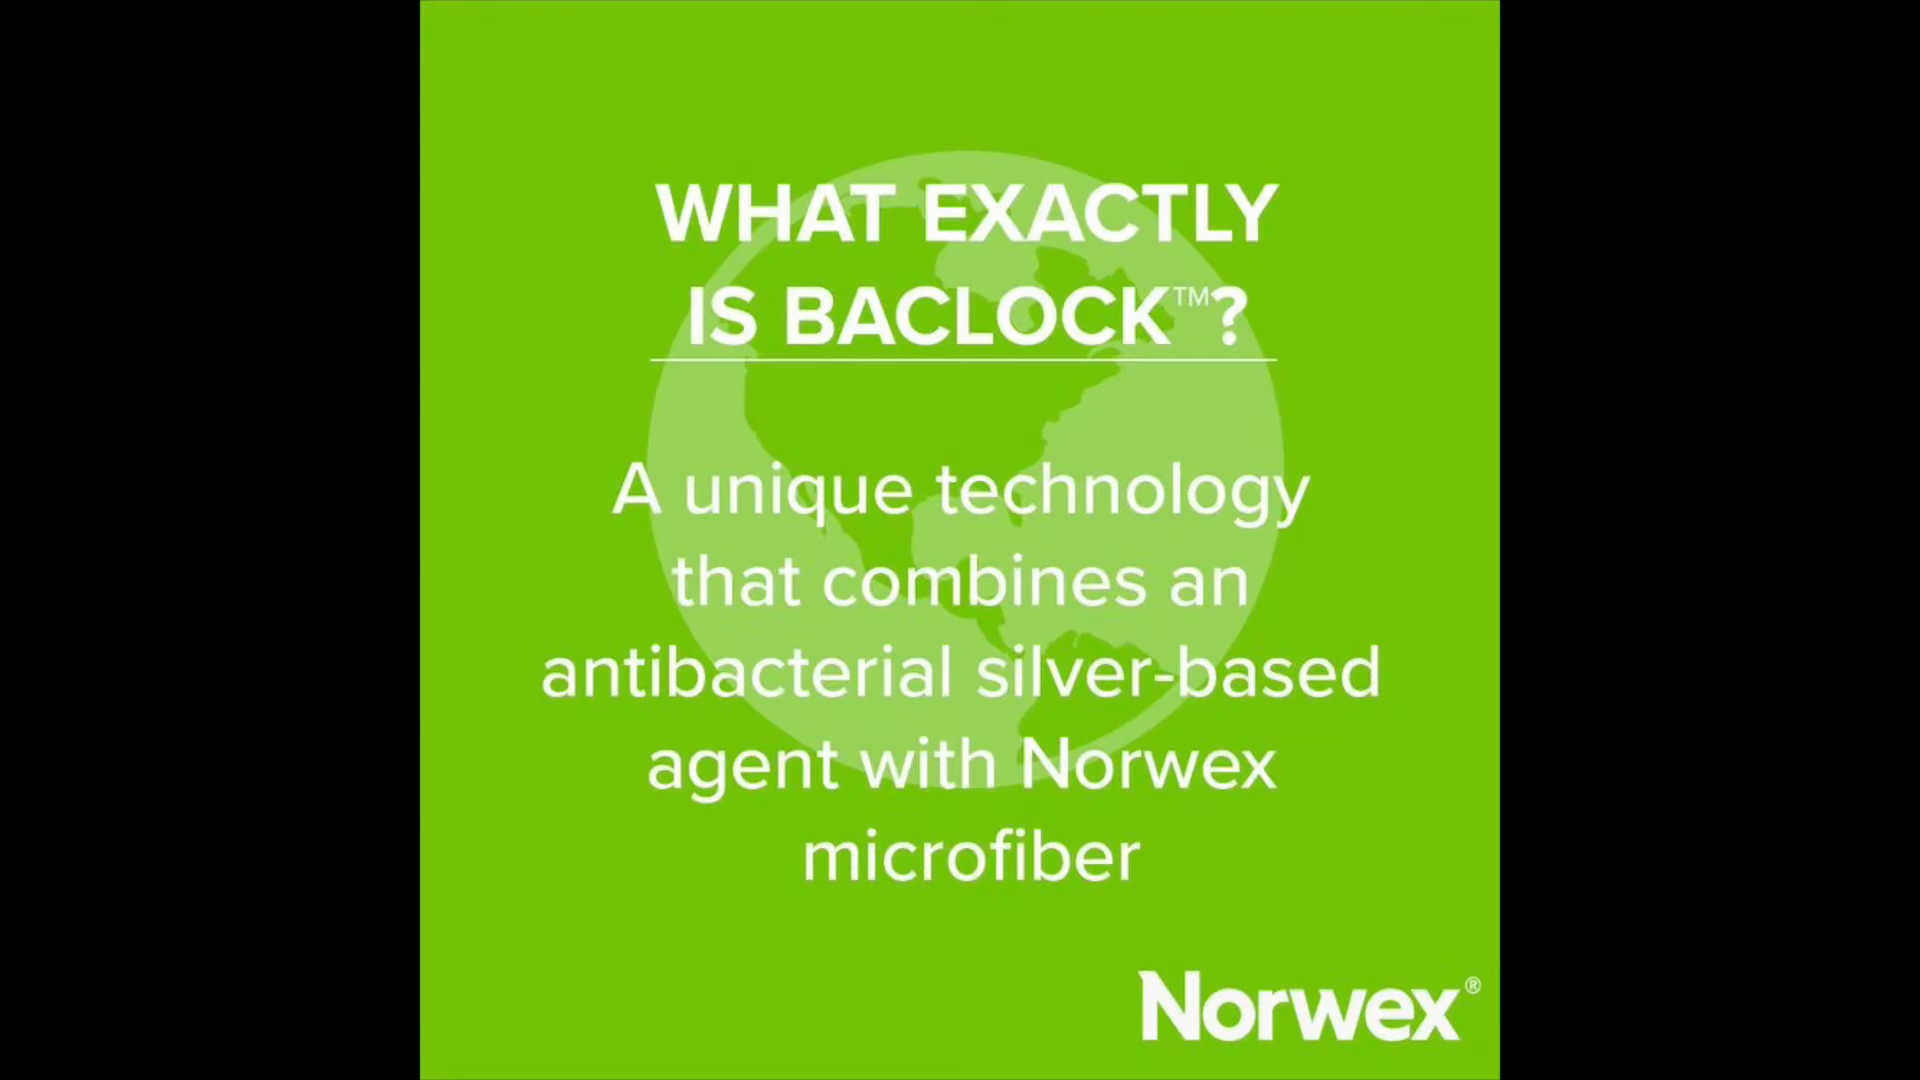 WHAT EXACTLY
IS BACLOCK™?
A unique technology
that combines an
antibacterial silver-based
agent with Norwex
microfiber
Norwex®